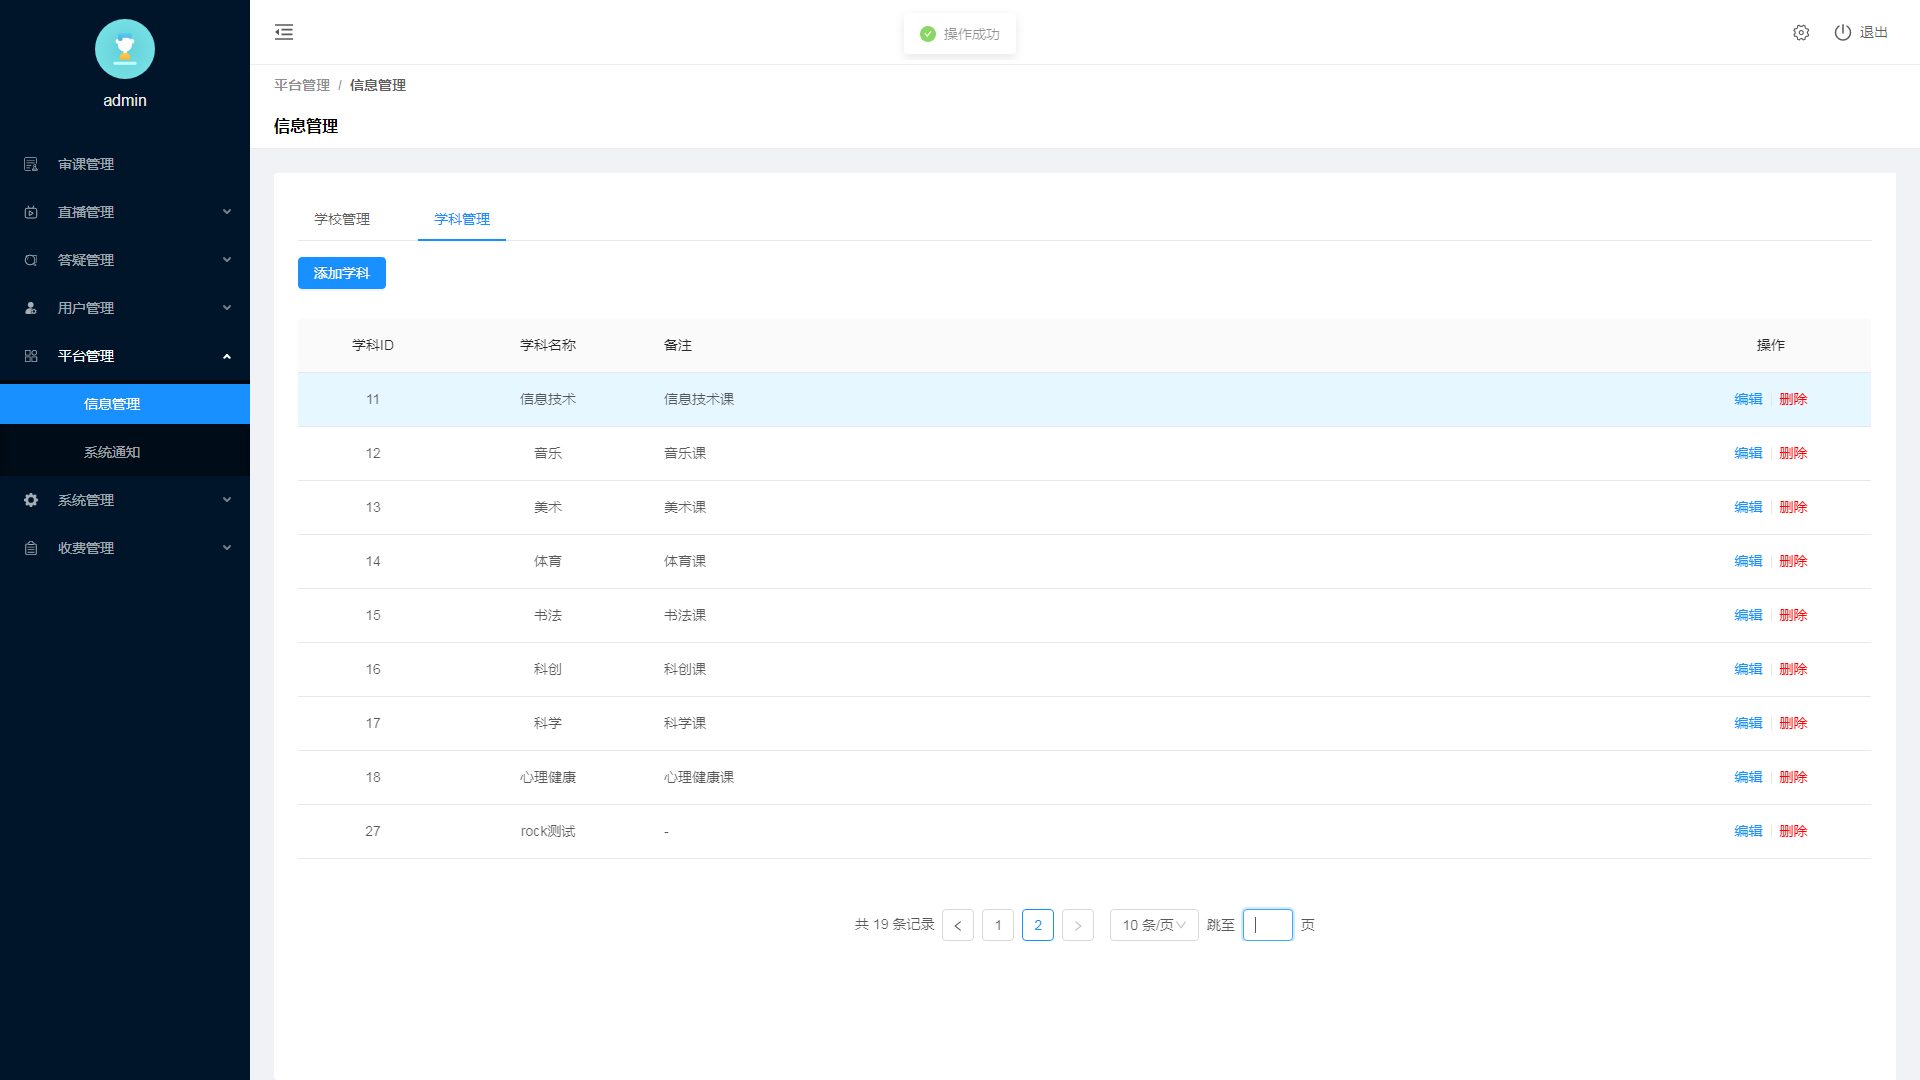 admin
审课管理
直播管理
答疑管理
用户管理
平台管理
信息管理
系统通知
系统管理
收费管理
操作成功
退出
平台管理 / 信息管理
信息管理
学校管理 学科管理
添加学科
学科ID 学科名称 备注 操作
11 信息技术 信息技术课 编辑 删除
12 音乐 音乐课 编辑 删除
13 美术 美术课 编辑 删除
14 体育 体育课 编辑 删除
15 书法 书法课 编辑 删除
16 科创 科创课 编辑 删除
17 科学 科学课 编辑 删除
18 心理健康 心理健康课 编辑 删除
27 rock测试 - 编辑 删除
共 19 条记录 < 1 2 > 10 条/页 跳至 页